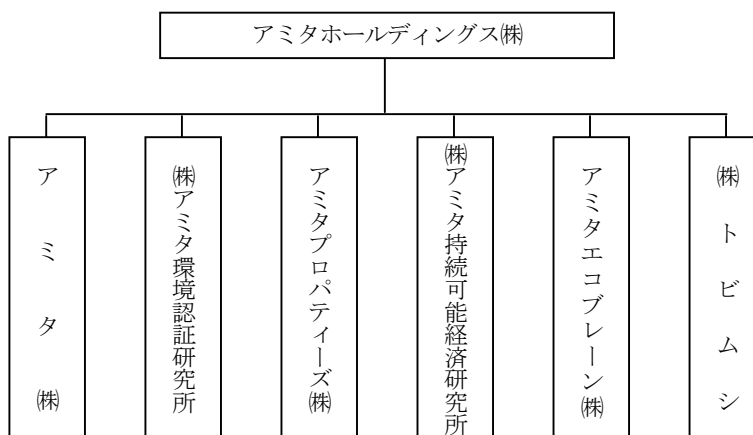 アミタホールディングス㈱
アミタ㈱
㈱アミタ環境認証研究所
アミタプロパティーズ㈱
㈱アミタ持続可能経済研究所
アミタエコブレーン㈱
㈱トビムシ